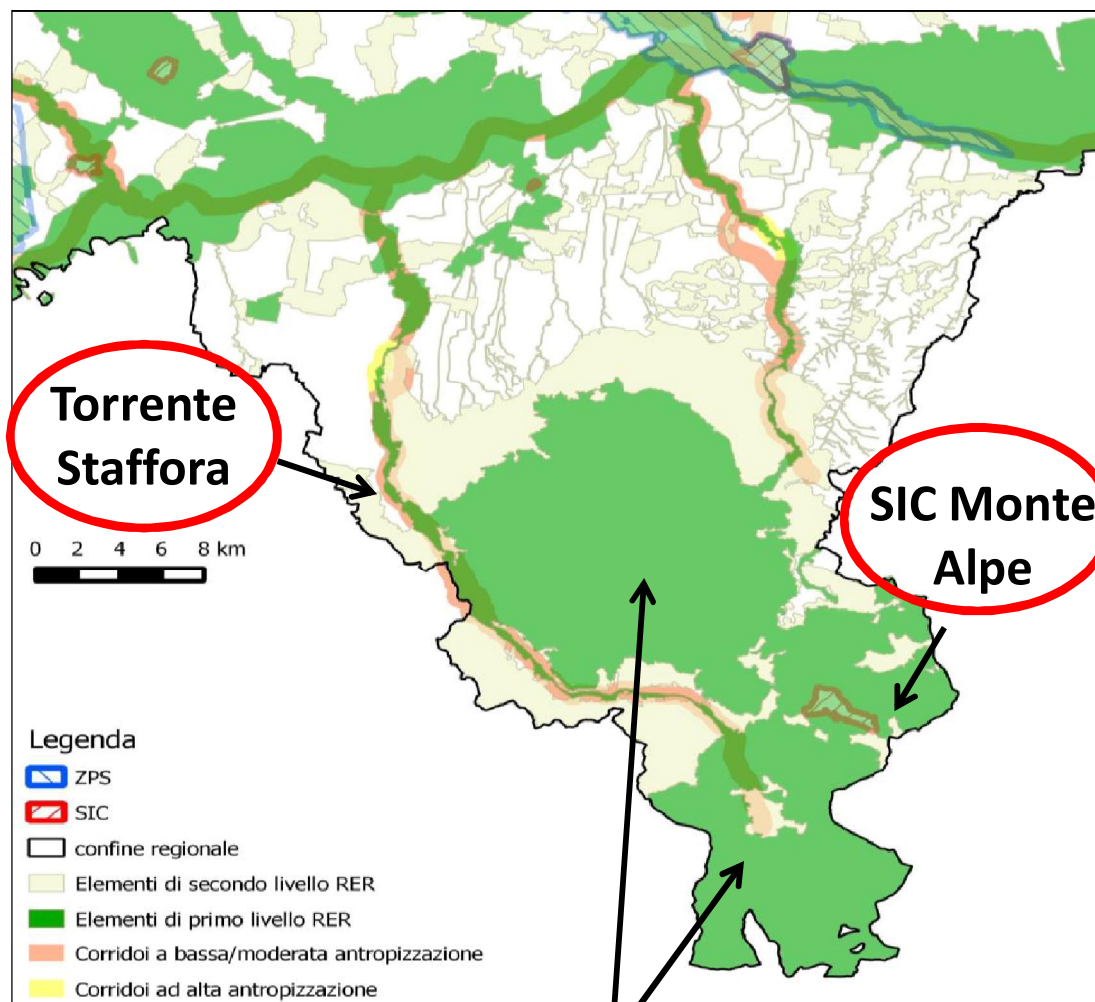 Torrente
Staffora
SIC Monte
Alpe
0 2 4 6 8 km
Legenda
ZPS
SIC
confine regionale
Elementi di secondo livello RER
Elementi di primo livello RER
Corridoi a bassa/moderata antropizzazione
Corridoi ad alta antropizzazione